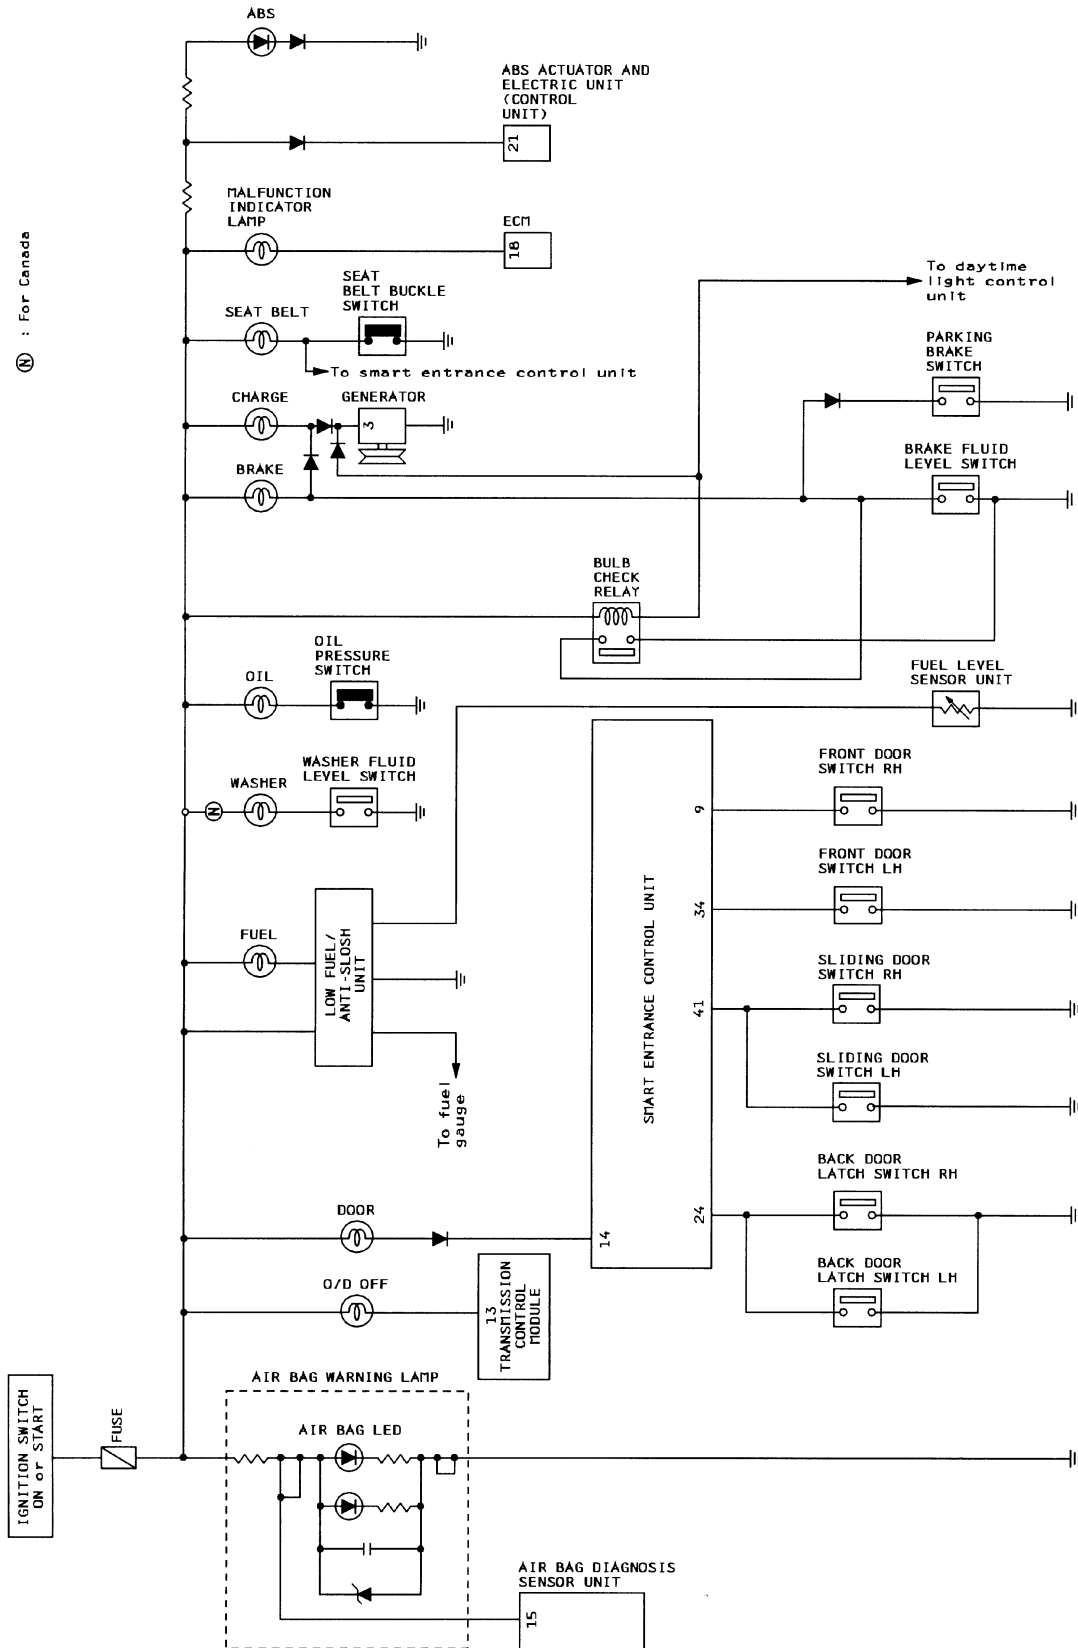 ABS
ABS ACTUATOR AND
ELECTRIC UNIT
(CONTROL
UNIT)
21
MALFUNCTION
INDICATOR
LAMP
ECM
18
N : For Canada
SEAT
BELT BUCKLE
SWITCH
To daytime
light control
unit
SEAT BELT
To smart entrance control unit
PARKING
BRAKE
SWITCH
CHARGE
GENERATOR
3
BRAKE
BRAKE FLUID
LEVEL SWITCH
BULB
CHECK
RELAY
OIL
PRESSURE
SWITCH
OIL
FUEL LEVEL
SENSOR UNIT
WASHER FLUID
LEVEL SWITCH
WASHER
N
FRONT DOOR
SWITCH RH
9
FRONT DOOR
SWITCH LH
34
SMART ENTRANCE CONTROL UNIT
FUEL
LOW FUEL/
ANTI-SLOSH
UNIT
SLIDING DOOR
SWITCH RH
41
SLIDING DOOR
SWITCH LH
To fuel
gauge
BACK DOOR
LATCH SWITCH RH
24
DOOR
14
BACK DOOR
LATCH SWITCH LH
O/D OFF
13
TRANSMISSION
CONTROL
MODULE
IGNITION SWITCH
ON or START
FUSE
AIR BAG WARNING LAMP
AIR BAG LED
AIR BAG DIAGNOSIS
SENSOR UNIT
15